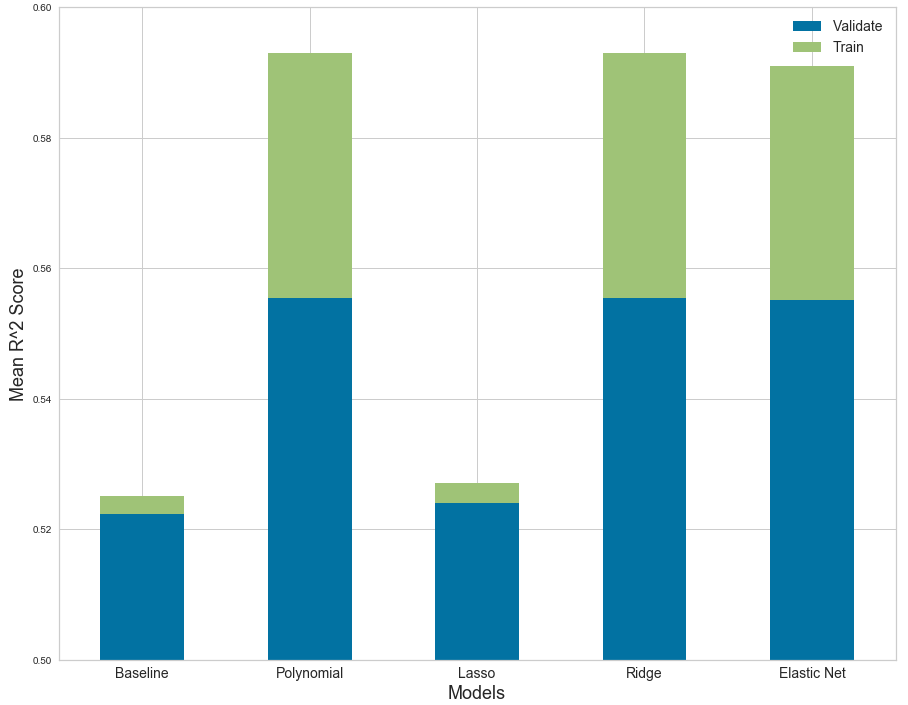 Validate
Train
Mean R^2 Score
0.60
0.58
0.56
0.54
0.52
0.50
Baseline
Polynomial
Lasso
Ridge
Elastic Net
Models